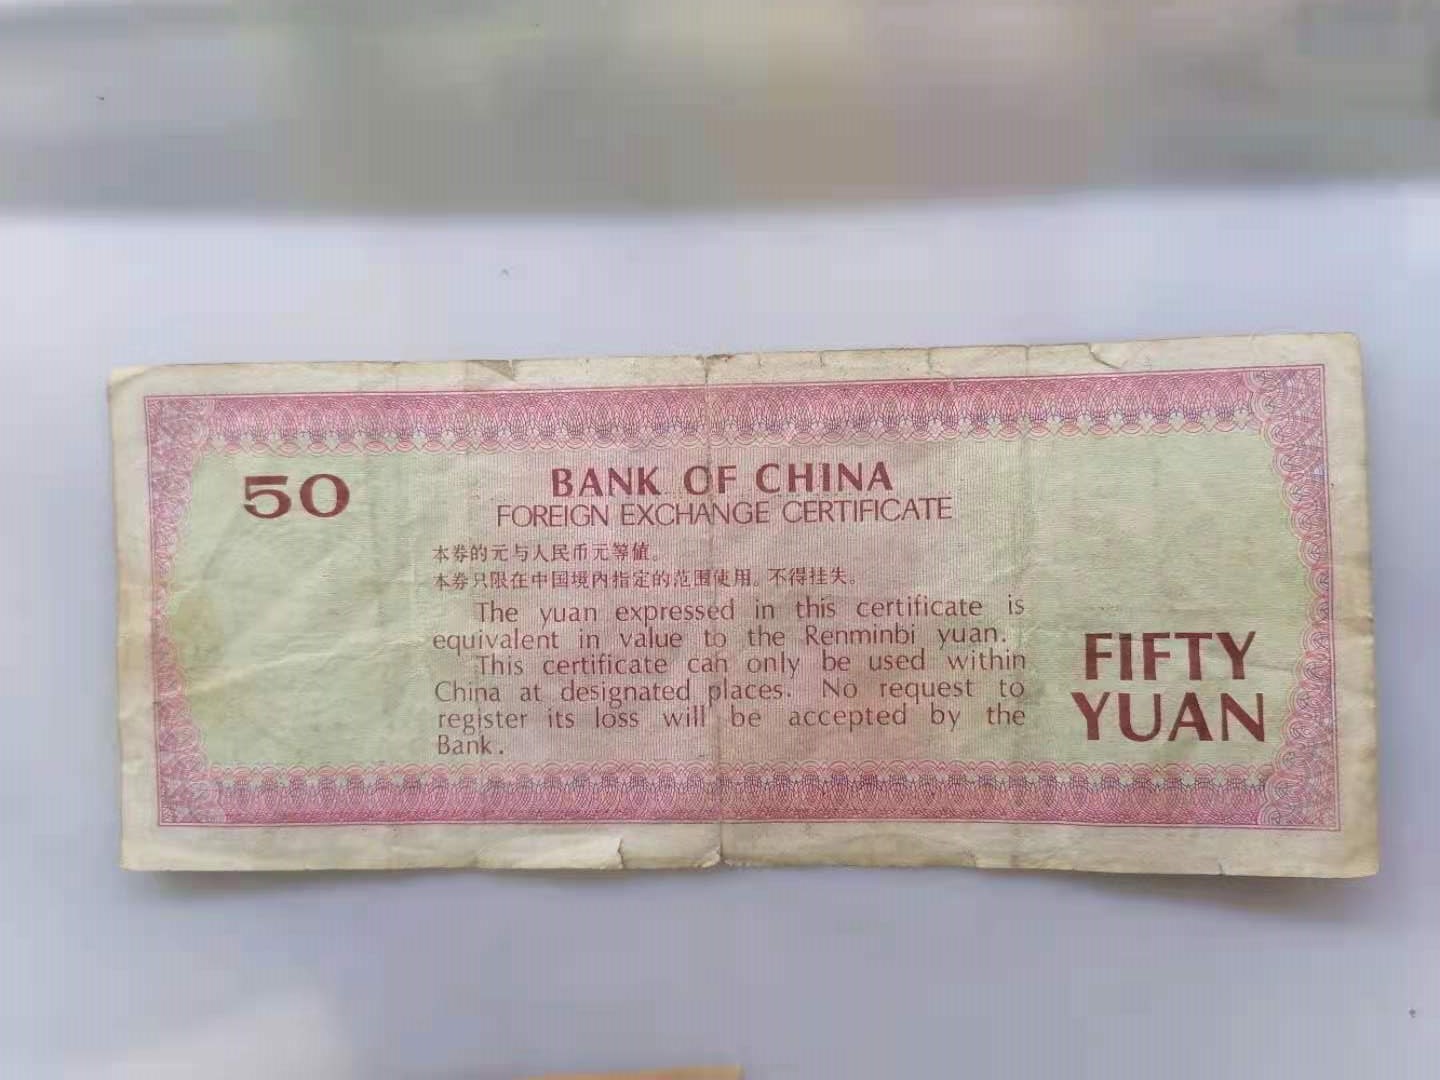 50
BANK OF CHINA
FOREIGN EXCHANGE CERTIFICATE
本券的元与人民币元等值。
本券只限在中国境内指定的范围使用。不得挂失。
The yuan expressed in this certificate is
equivalent in value to the Renminbi yuan.
This certificate can only be used within
China at designated places. No request to
register its loss will be accepted by the
Bank.
FIFTY
YUAN